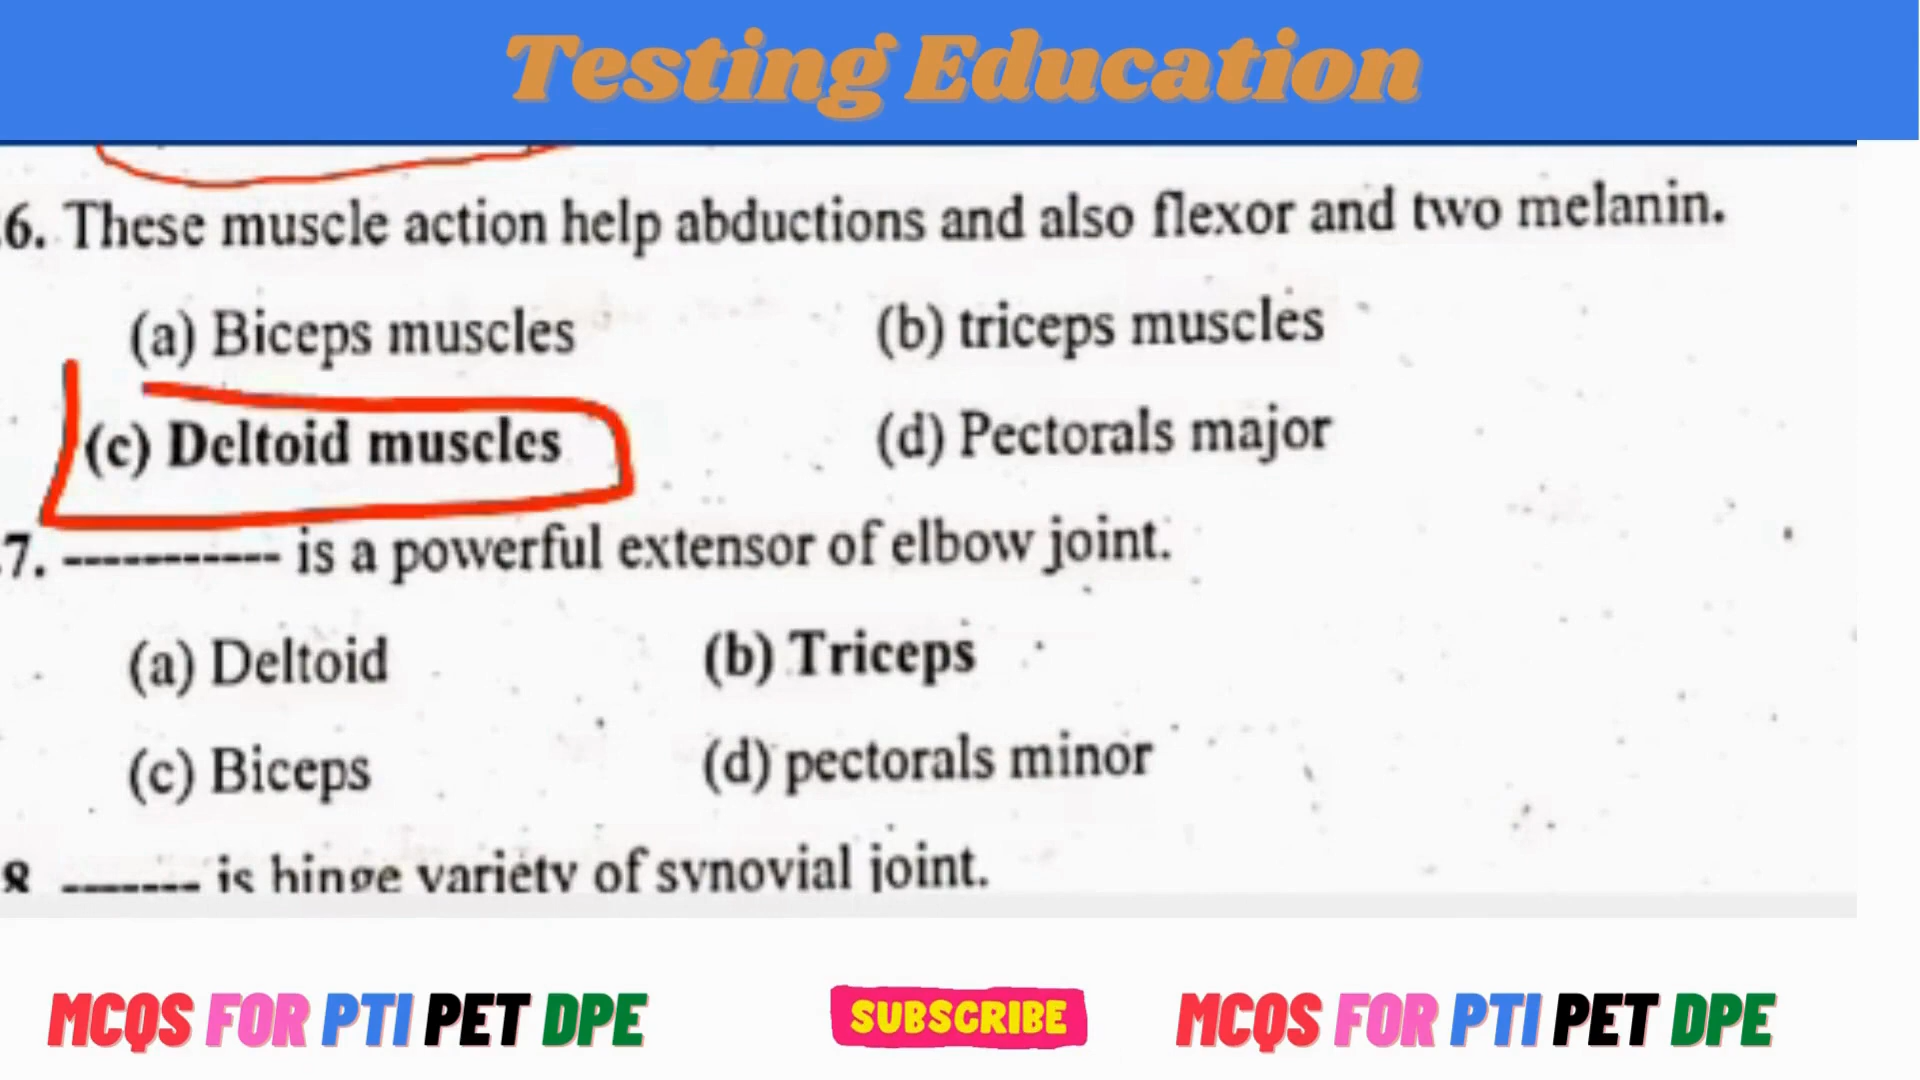 Testing Education
6. These muscle action help abductions and also flexor and two melanin.
(a) Biceps muscles (b) triceps muscles
(c) Deltoid muscles (d) Pectorals major
7. ----------- is a powerful extensor of elbow joint.
(a) Deltoid (b) Triceps
(c) Biceps (d) pectorals minor
8 ------- is hinge variety of synovial joint.
MCQS FOR PTI PET DPE SUBSCRIBE MCQS FOR PTI PET DPE